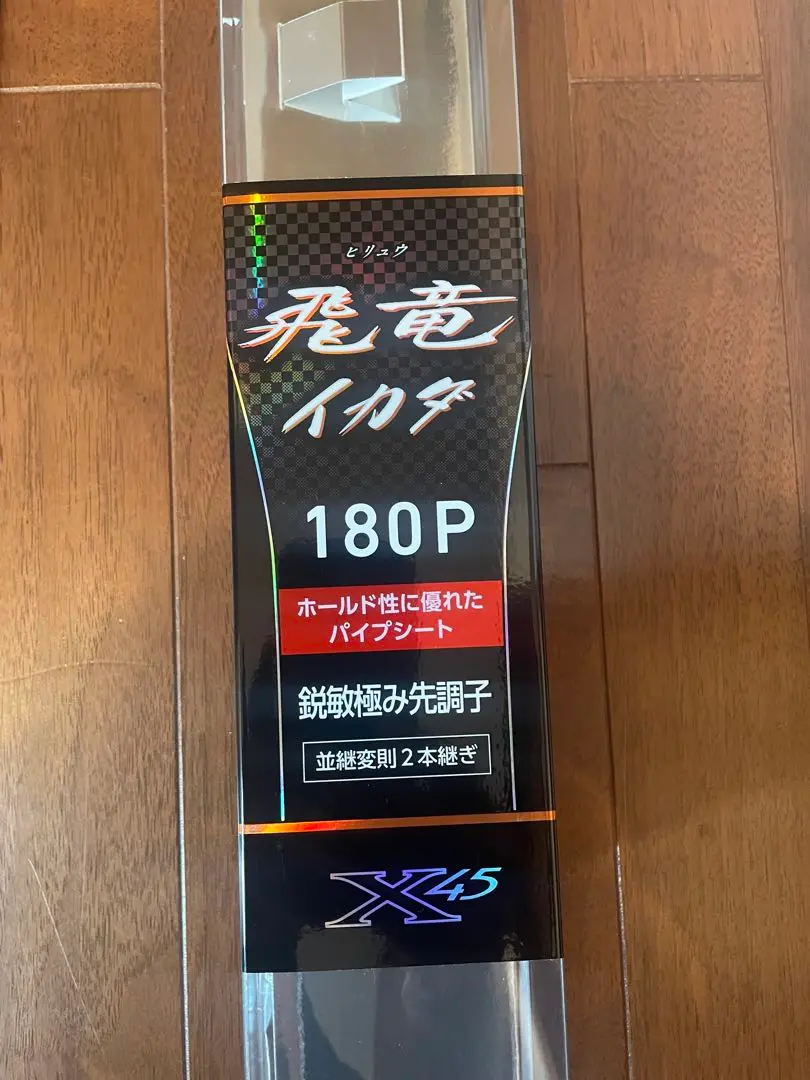 ヒリュウ
飛竜
イカダ
180P
ホールド性に優れた
パイプシート
鋭敏極み先調子
並継変則2本継ぎ
X45